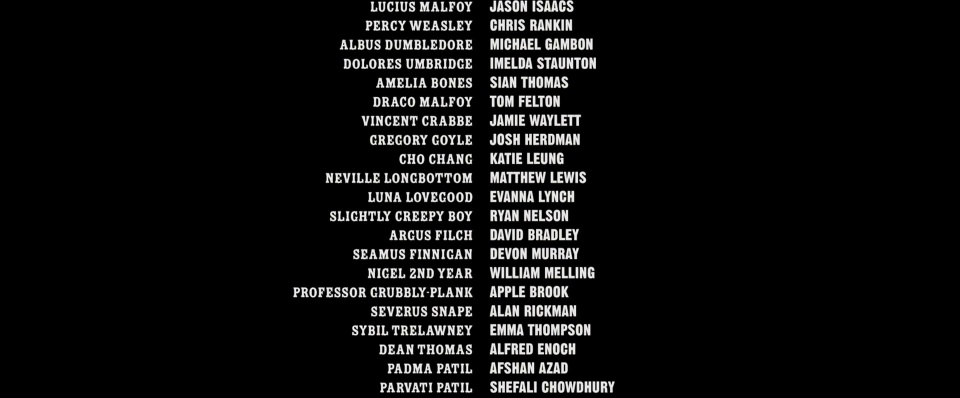 LUCIUS MALFOY JASON ISAACS
PERCY WEASLEY CHRIS RANKIN
ALBUS DUMBLEDORE MICHAEL GAMBON
DOLORES UMBRIDGE IMELDA STAUNTON
AMELIA BONES SIAN THOMAS
DRACO MALFOY TOM FELTON
VINCENT CRABBE JAMIE WAYLETT
GREGORY GOYLE JOSH HERDMAN
CHO CHANG KATIE LEUNG
NEVILLE LONGBOTTOM MATTHEW LEWIS
LUNA LOVEGOOD EVANNA LYNCH
SLIGHTLY CREEPY BOY RYAN NELSON
ARGUS FILCH DAVID BRADLEY
SEAMUS FINNIGAN DEVON MURRAY
NIGEL 2ND YEAR WILLIAM MELLING
PROFESSOR GRUBBLY-PLANK APPLE BROOK
SEVERUS SNAPE ALAN RICKMAN
SYBIL TRELAWNEY EMMA THOMPSON
DEAN THOMAS ALFRED ENOCH
PADMA PATIL AFSHAN AZAD
PARVATI PATIL SHEFALI CHOWDHURY